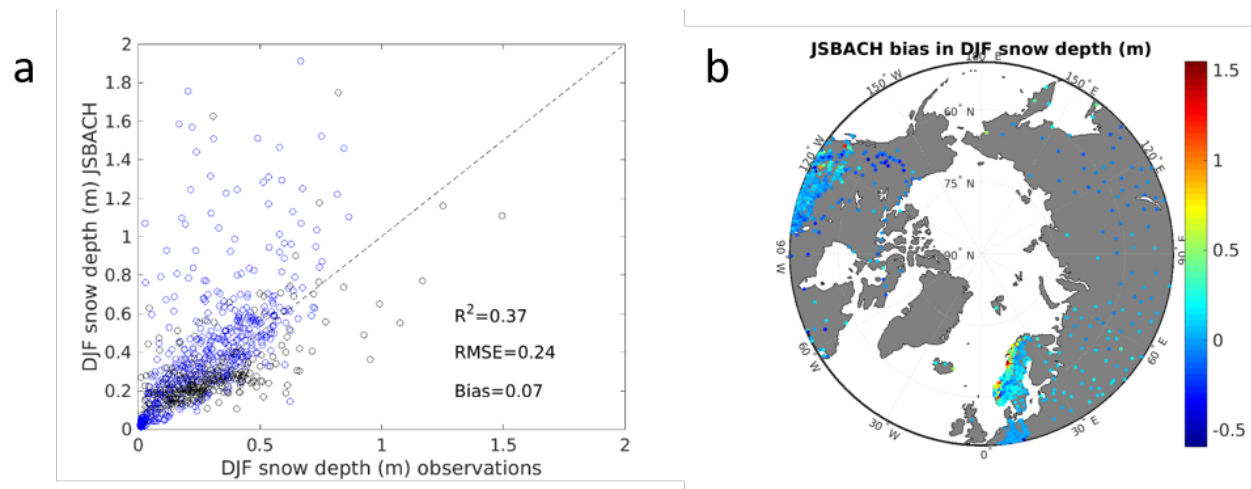 a
2
1.8
1.6
1.4
1.2
1
0.8
0.6
0.4
0.2
0
DJF snow depth (m) JSBACH
R2=0.37
RMSE=0.24
Bias=0.07
0 0.5 1 1.5 2
DJF snow depth (m) observations
b
JSBACH bias in DJF snow depth (m)
180° E
150° W
150° E
120° W
120° E
90° W
90° E
60° W
60° E
30° W
30° E
0°
60° N
75° N
90° N
1.5
1
0.5
0
-0.5